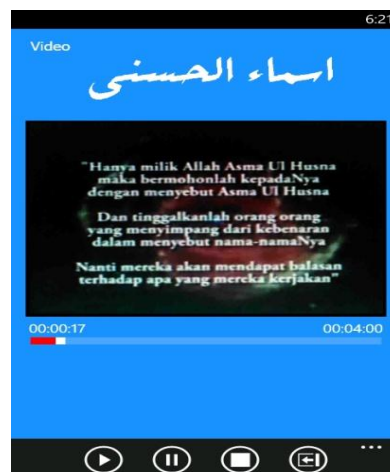 6:21
Video
اسماء الحسنى
"Hanya milik Allah Asma Ul Husna
maka bermohonlah kepadaNya
dengan menyebut Asma Ul Husna
Dan tinggalkanlah orang orang
yang menyimpang dari kebenaran
dalam menyebut nama-namaNya
Nanti mereka akan mendapat balasan
terhadap apa yang mereka kerjakan"
00:00:17 00:04:00